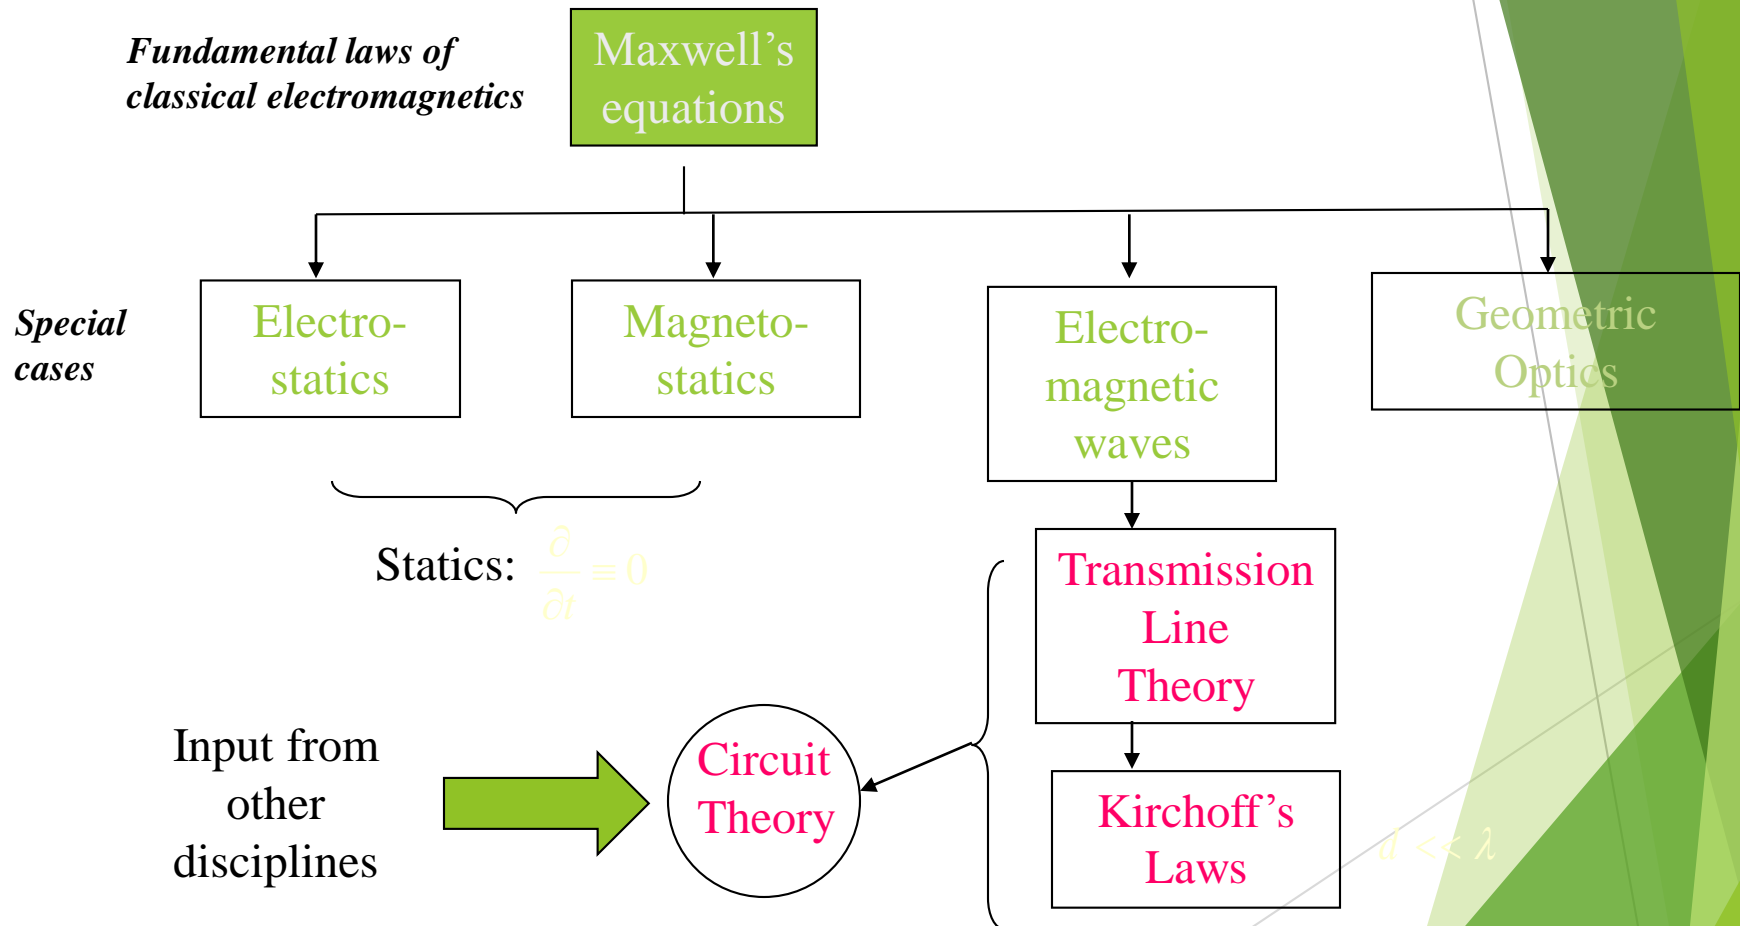 Fundamental laws of
classical electromagnetics
Maxwell’s
equations
Special
cases
Electro-
statics
Magneto-
statics
Electro-
magnetic
waves
Geometric
Optics
Statics: ∂/∂t ≡ 0
Transmission
Line
Theory
Input from
other
disciplines
Circuit
Theory
Kirchoff’s
Laws
d << λ